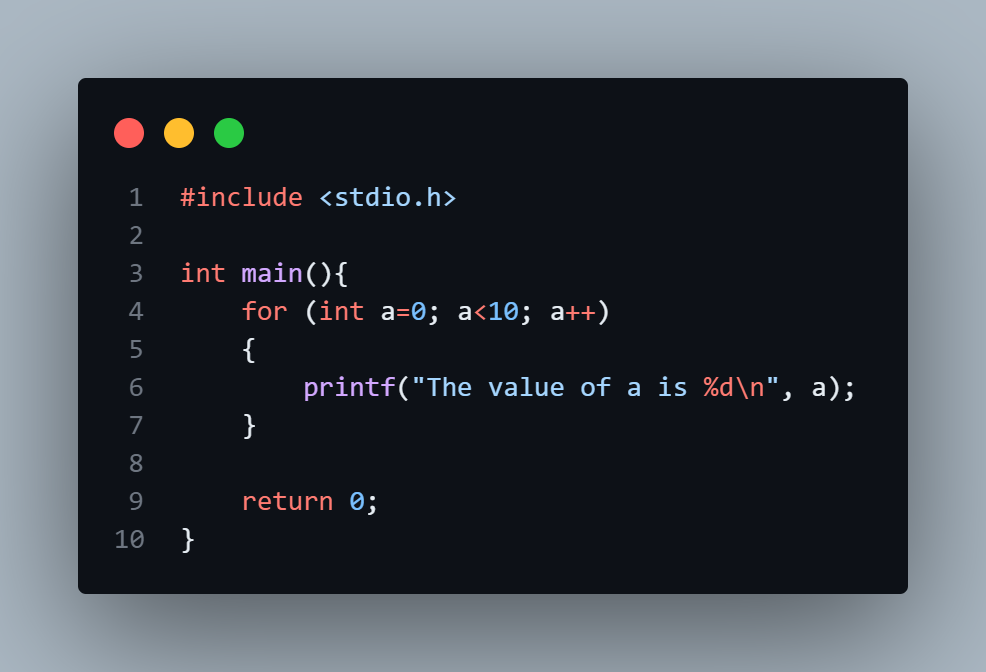 1 #include <stdio.h>
2
3 int main(){
4     for (int a=0; a<10; a++)
5     {
6         printf("The value of a is %d\n", a);
7     }
8
9     return 0;
10 }